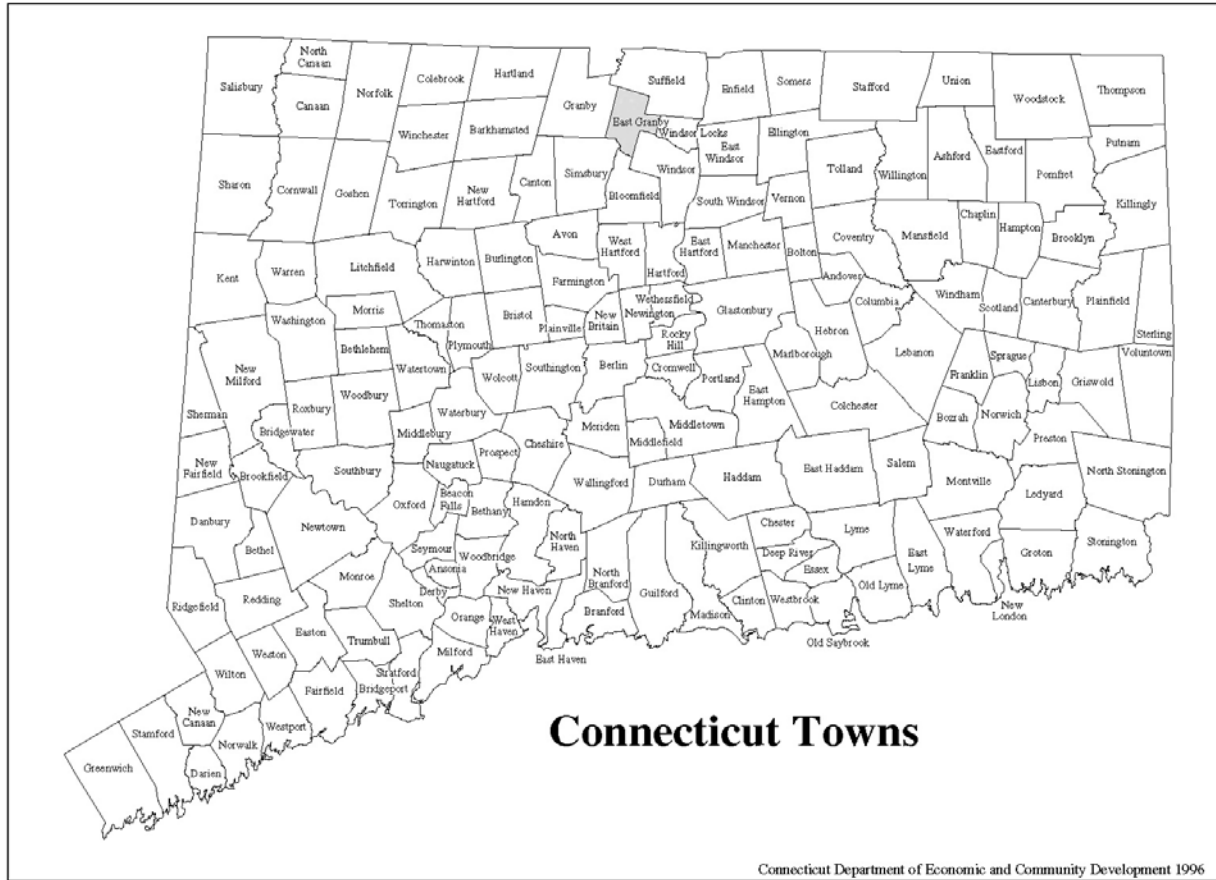 North
Canaan
Salisbury
Canaan
Norfolk
Colebrook
Hartland
Granby
Suffield
Enfield
Somers
Stafford
Union
Woodstock
Thompson
East Granby
Windsor Locks
East
Windsor
Ellington
Winchester
Barkhamsted
Putnam
Sharon
Cornwall
Goshen
Torrington
New
Hartford
Canton
Simsbury
Bloomfield
Windsor
South Windsor
Vernon
Tolland
Willington
Ashford
Eastford
Pomfret
Killingly
Kent
Warren
Litchfield
Harwinton
Burlington
Avon
Farmington
West
Hartford
Hartford
East
Hartford
Manchester
Bolton
Coventry
Andover
Mansfield
Chaplin
Hampton
Brooklyn
Washington
Morris
Thomaston
Plymouth
Bristol
Plainville
New
Britain
Wethersfield
Newington
Rocky
Hill
Glastonbury
Hebron
Columbia
Windham
Scotland
Canterbury
Plainfield
Sterling
New
Milford
Bethlehem
Watertown
Wolcott
Southington
Berlin
Cromwell
Portland
Marlborough
East
Hampton
Lebanon
Franklin
Sprague
Lisbon
Griswold
Voluntown
Sherman
Roxbury
Woodbury
Bridgewater
Middlebury
Waterbury
Cheshire
Meriden
Middlefield
Middletown
Colchester
Bozrah
Norwich
Preston
New
Fairfield
Brookfield
Southbury
Naugatuck
Prospect
Wallingford
Durham
Haddam
East Haddam
Salem
Montville
Ledyard
North Stonington
Danbury
Bethel
Newtown
Oxford
Beacon
Falls
Bethany
Hamden
North
Haven
Killingworth
Chester
Deep River
Essex
Lyme
East
Lyme
Waterford
Groton
Stonington
Ridgefield
Redding
Monroe
Seymour
Ansonia
Derby
Woodbridge
New Haven
North
Branford
Branford
Guilford
Madison
Clinton
Westbrook
Old Lyme
Old Saybrook
New
London
Shelton
Orange
West
Haven
East Haven
Milford
Wilton
Weston
Easton
Trumbull
Stratford
Bridgeport
Fairfield
Greenwich
Stamford
New
Canaan
Darien
Norwalk
Westport
Connecticut Towns
Connecticut Department of Economic and Community Development 1996